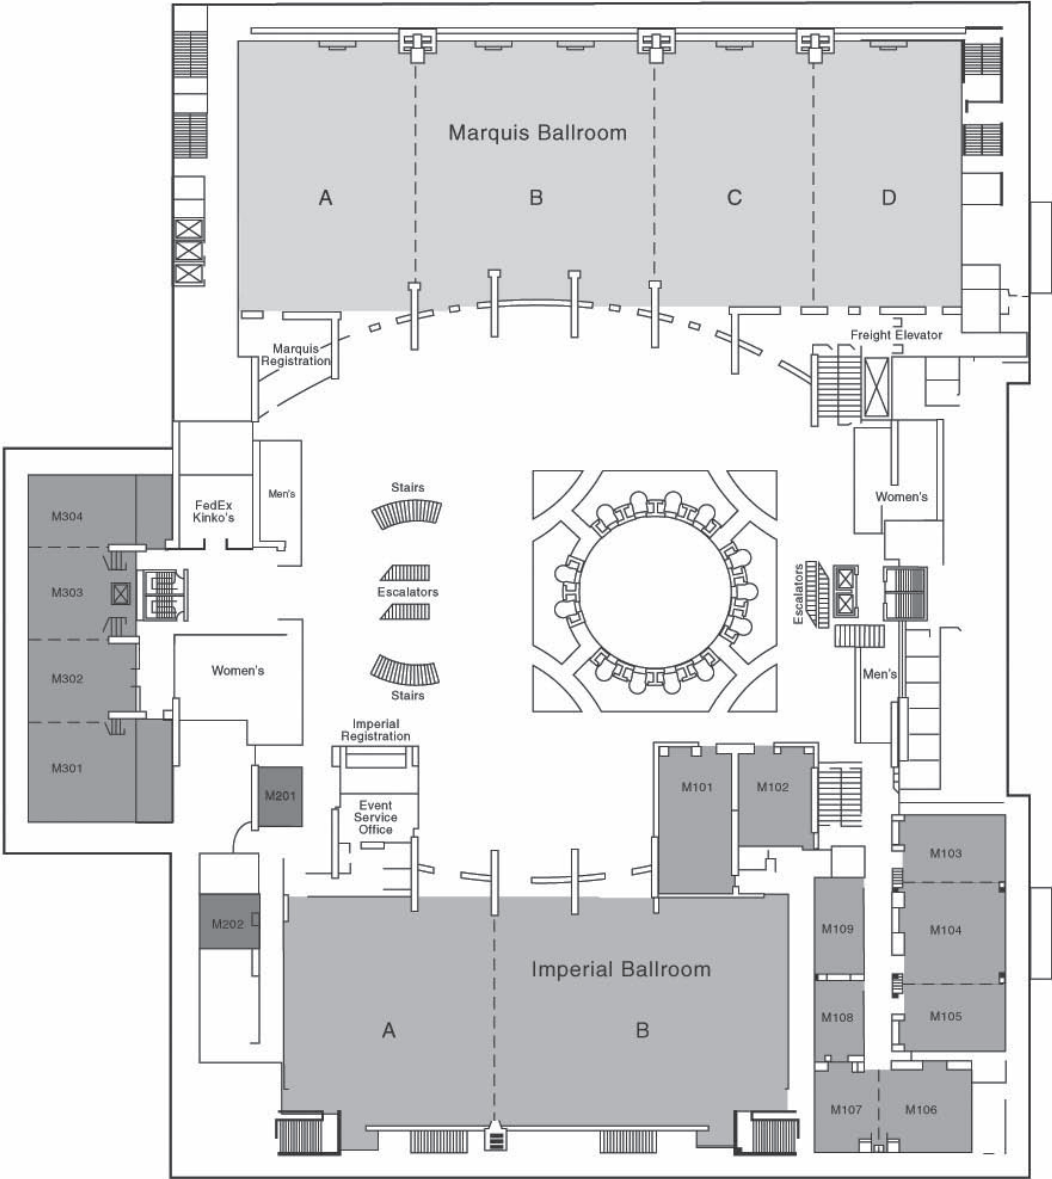 Marquis Ballroom
A
B
C
D
Marquis
Registration
Freight Elevator
Stairs
M304
FedEx
Kinko's
Men's
Women's
Escalators
M303
Escalators
Women's
M302
Men's
Stairs
Imperial
Registration
M301
M201
Event
Service
Office
M101
M102
M103
M202
M109
M104
Imperial Ballroom
A
B
M108
M105
M107
M106